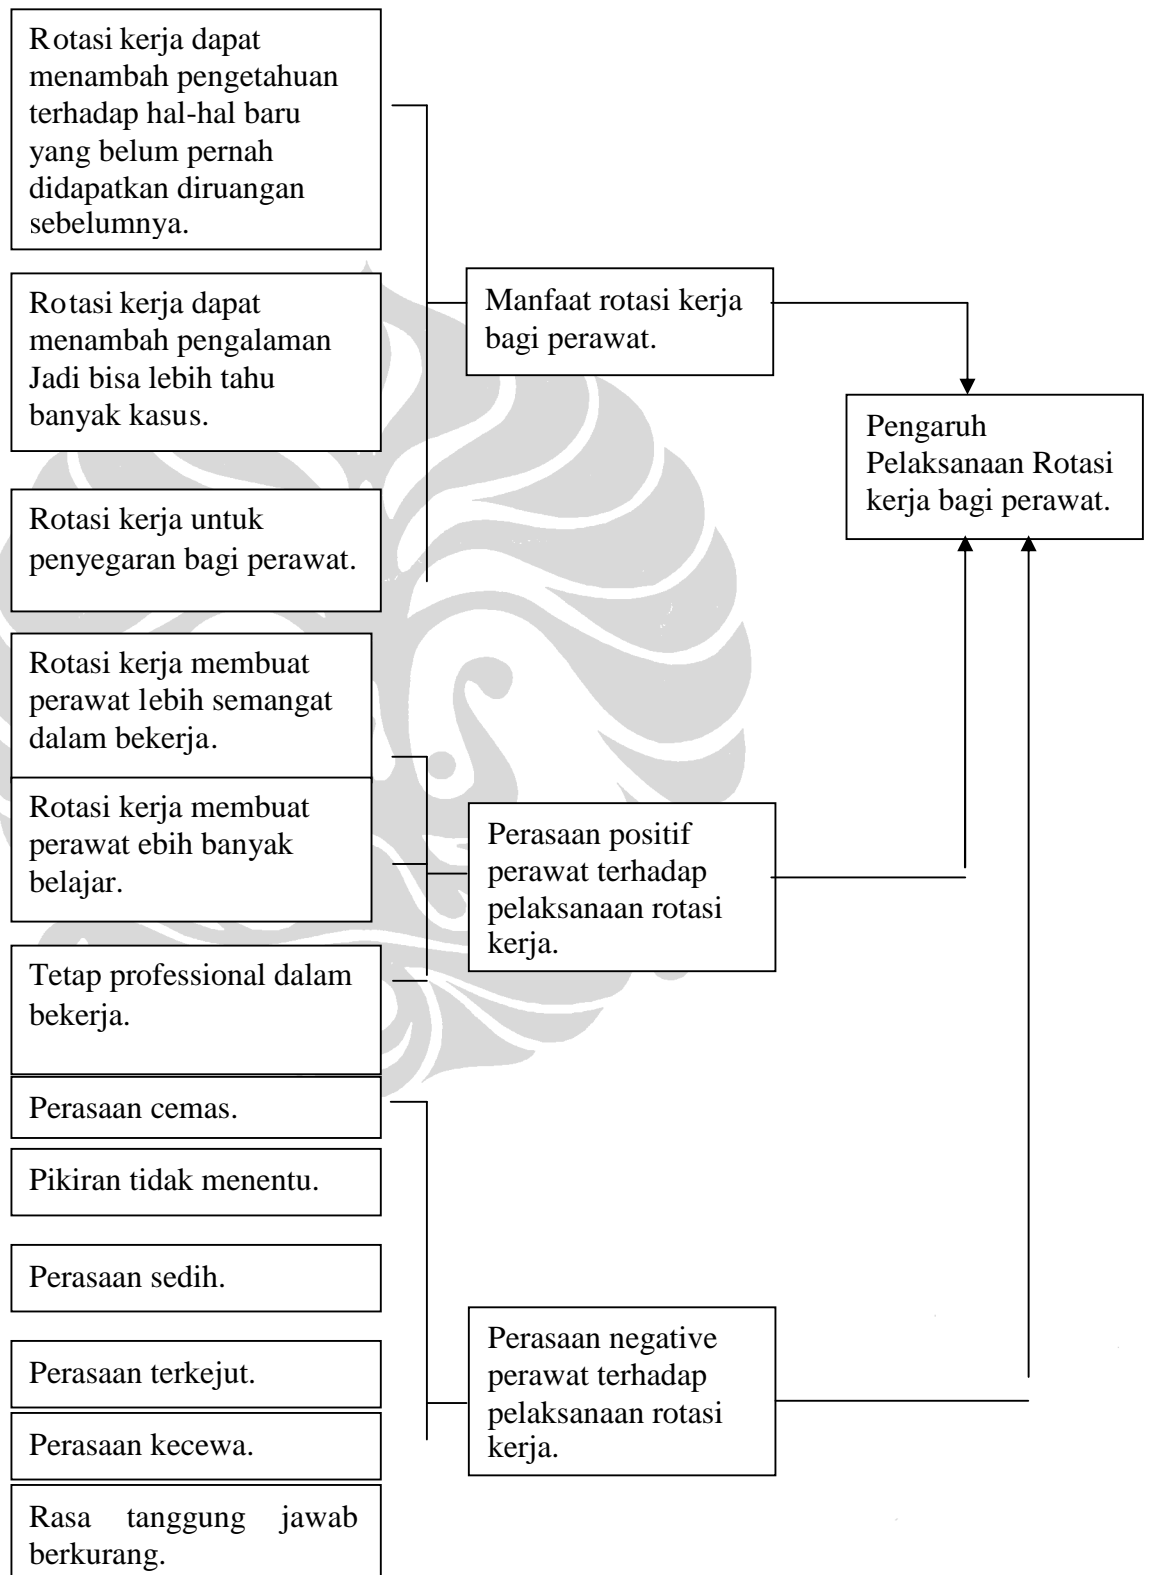 Rotasi kerja dapat
menambah pengetahuan
terhadap hal-hal baru
yang belum pernah
didapatkan diruangan
sebelumnya.
Rotasi kerja dapat
menambah pengalaman
Jadi bisa lebih tahu
banyak kasus.
Rotasi kerja untuk
penyegaran bagi perawat.
Manfaat rotasi kerja
bagi perawat.
Pengaruh
Pelaksanaan Rotasi
kerja bagi perawat.
Rotasi kerja membuat
perawat lebih semangat
dalam bekerja.
Rotasi kerja membuat
perawat ebih banyak
belajar.
Tetap professional dalam
bekerja.
Perasaan positif
perawat terhadap
pelaksanaan rotasi
kerja.
Perasaan cemas.
Pikiran tidak menentu.
Perasaan sedih.
Perasaan terkejut.
Perasaan kecewa.
Rasa tanggung jawab
berkurang.
Perasaan negative
perawat terhadap
pelaksanaan rotasi
kerja.